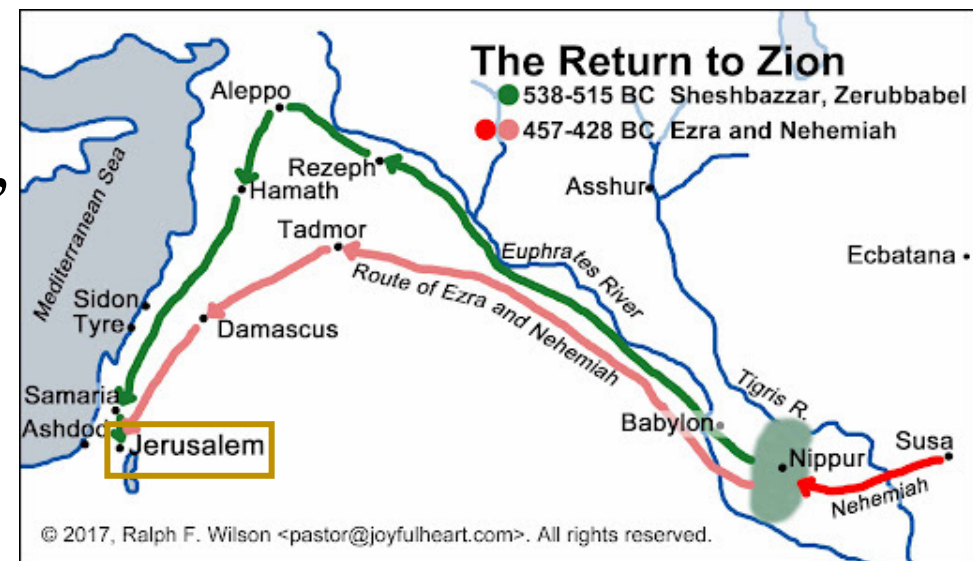 ,
The Return to Zion
538-515 BC Sheshbazzar, Zerubbabel
457-428 BC Ezra and Nehemiah
Aleppo
Rezeph
Hamath
Asshur
Mediterranean Sea
Tadmor
Euphrates River
Ecbatana
Route of Ezra and Nehemiah
Sidon
Tyre
Damascus
Tigris R.
Samaria
Ashdod
Babylon
Jerusalem
Susa
Nippur
Nehemiah
© 2017, Ralph F. Wilson <pastor@joyfulheart.com>. All rights reserved.